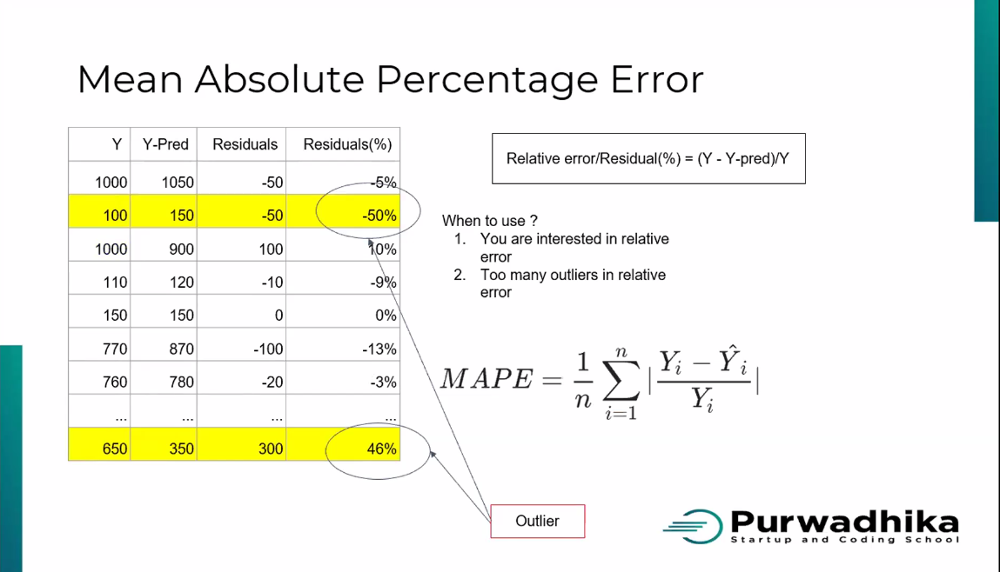 Mean Absolute Percentage Error
Y Y-Pred Residuals Residuals(%)
1000 1050 -50 -5%
100 150 -50 -50%
1000 900 100 10%
110 120 -10 -9%
150 150 0 0%
770 870 -100 -13%
760 780 -20 -3%
... ... ... ...
650 350 300 46%
Relative error/Residual(%) = (Y - Y-pred)/Y
When to use ?
1. You are interested in relative
error
2. Too many outliers in relative
error
MAPE = \frac{1}{n} \sum_{i=1}^{n} |\frac{Y_i - \hat{Y}_i}{Y_i}|
Outlier
Purwadhika
Startup and Coding School